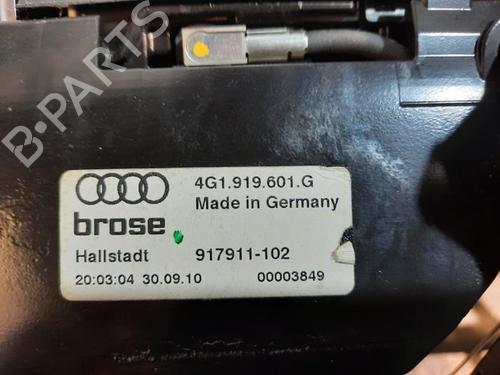 B-PARTS
4G1.919.601.G
Made in Germany
brose
Hallstadt 917911-102
20:03:04 30.09.10 00003849